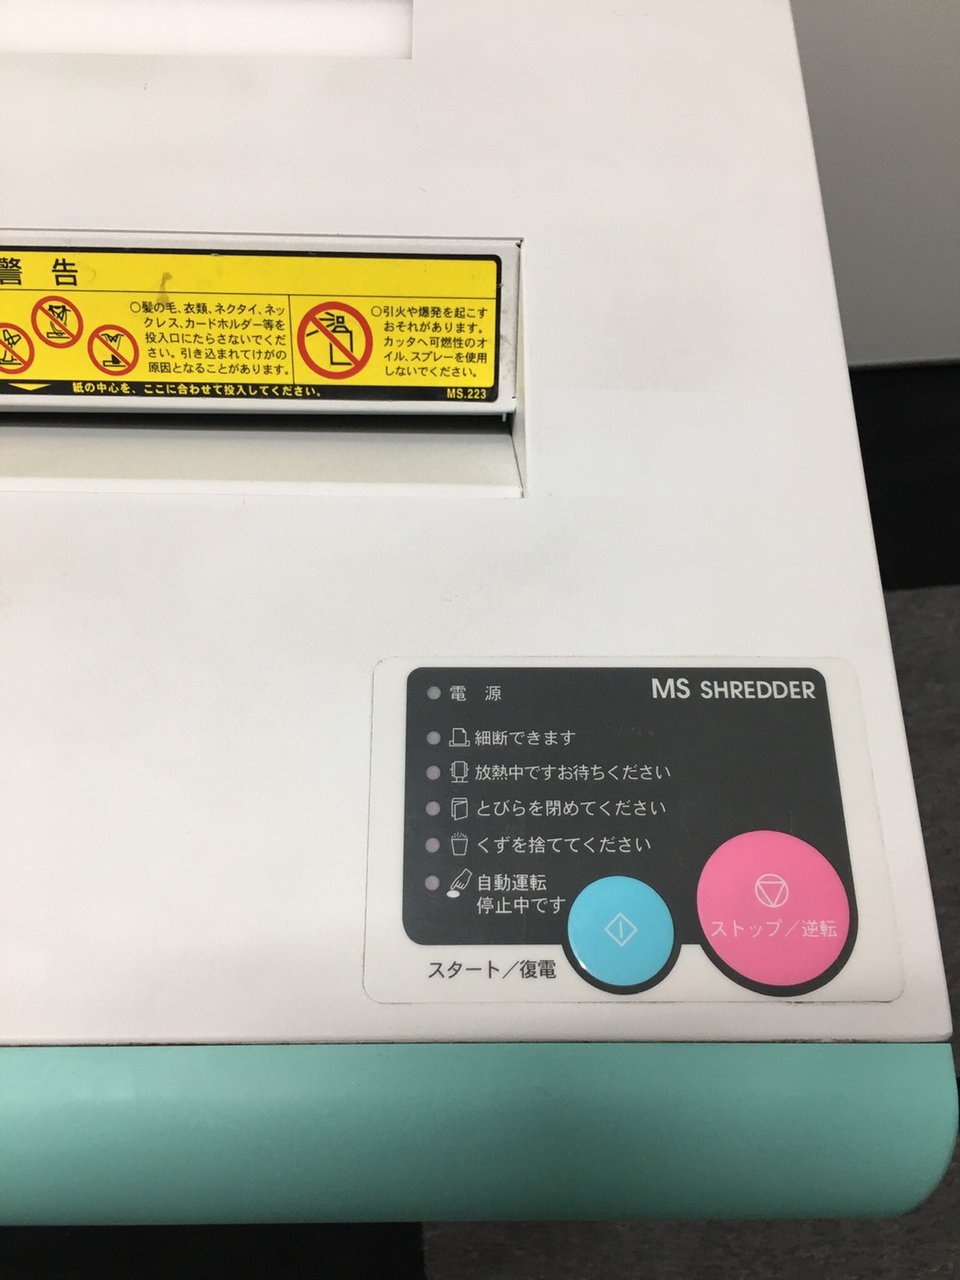 警告
○髪の毛、衣類、ネクタイ、ネッ
クレス、カードホルダー等を
投入口にたらさないでくだ
さい。引き込まれてけがの
原因となることがあります。
○引火や爆発を起こす
おそれがあります。
カッタへ可燃性のオ
イル、スプレーを使用
しないでください。
紙の中心を、ここに合わせて投入してください。
MS.223
電源
MS SHREDDER
細断できます
放熱中ですお待ちください
とびらを閉めてください
くずを捨ててください
自動運転
停止中です
ストップ／逆転
スタート／復電